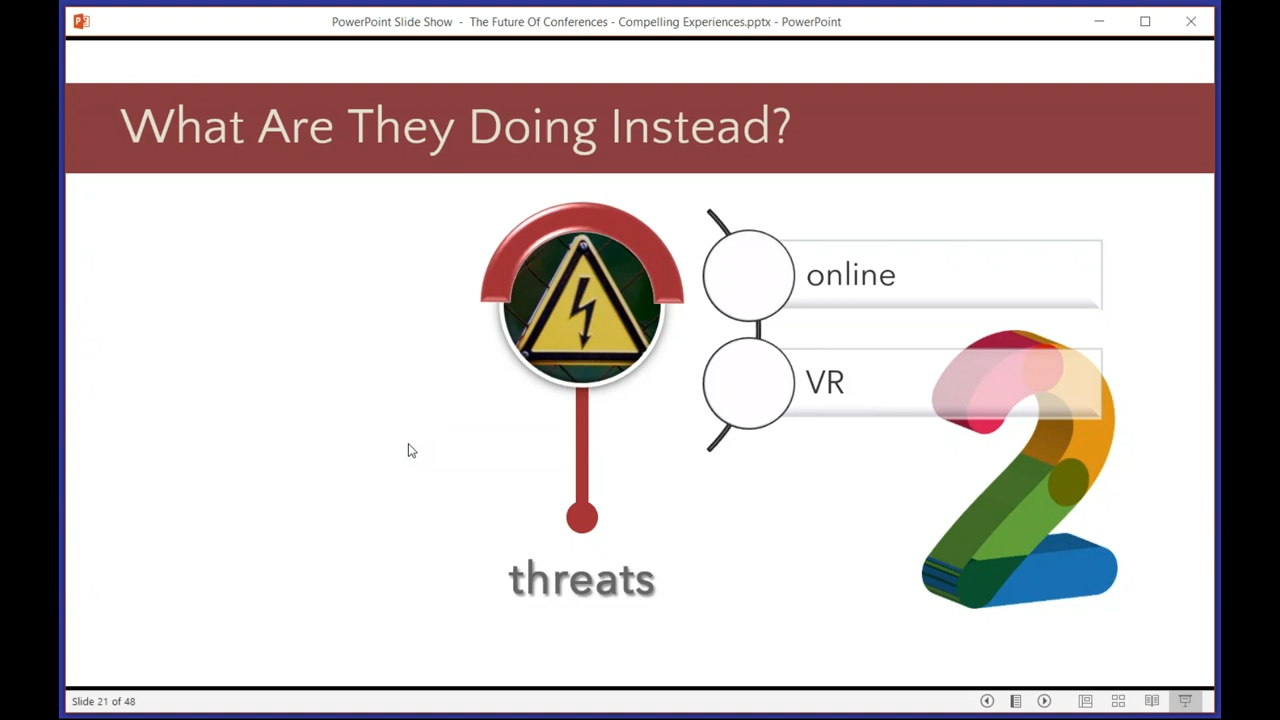 PowerPoint Slide Show - The Future Of Conferences - Compelling Experiences.pptx - PowerPoint
What Are They Doing Instead?
online
VR
2
threats
Slide 21 of 48